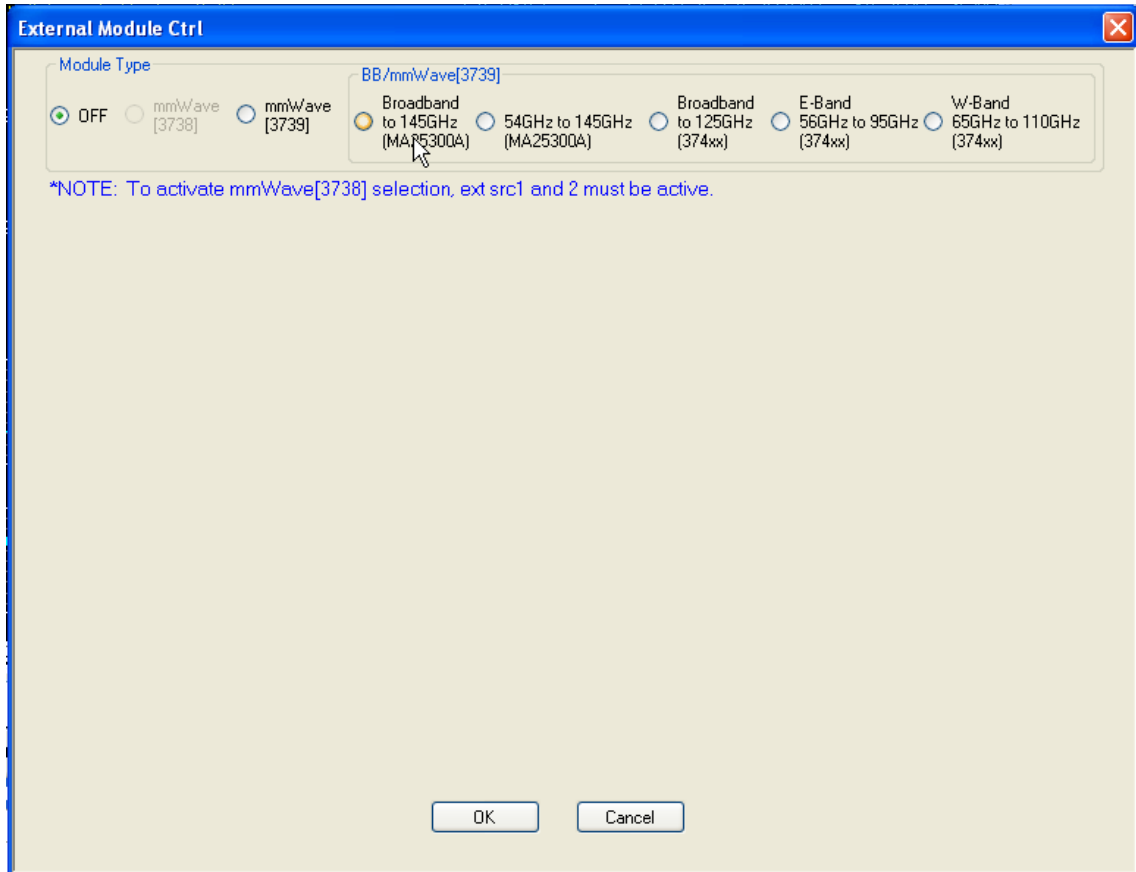 External Module Ctrl
Module Type
OFF
mmWave
[3738]
mmWave
[3739]
BB/mmWave[3739]
Broadband
to 145GHz
(MA25300A)
54GHz to 145GHz
(MA25300A)
Broadband
to 125GHz
(374xx)
E-Band
56GHz to 95GHz
(374xx)
W-Band
65GHz to 110GHz
(374xx)
*NOTE: To activate mmWave[3738] selection, ext src1 and 2 must be active.
OK
Cancel